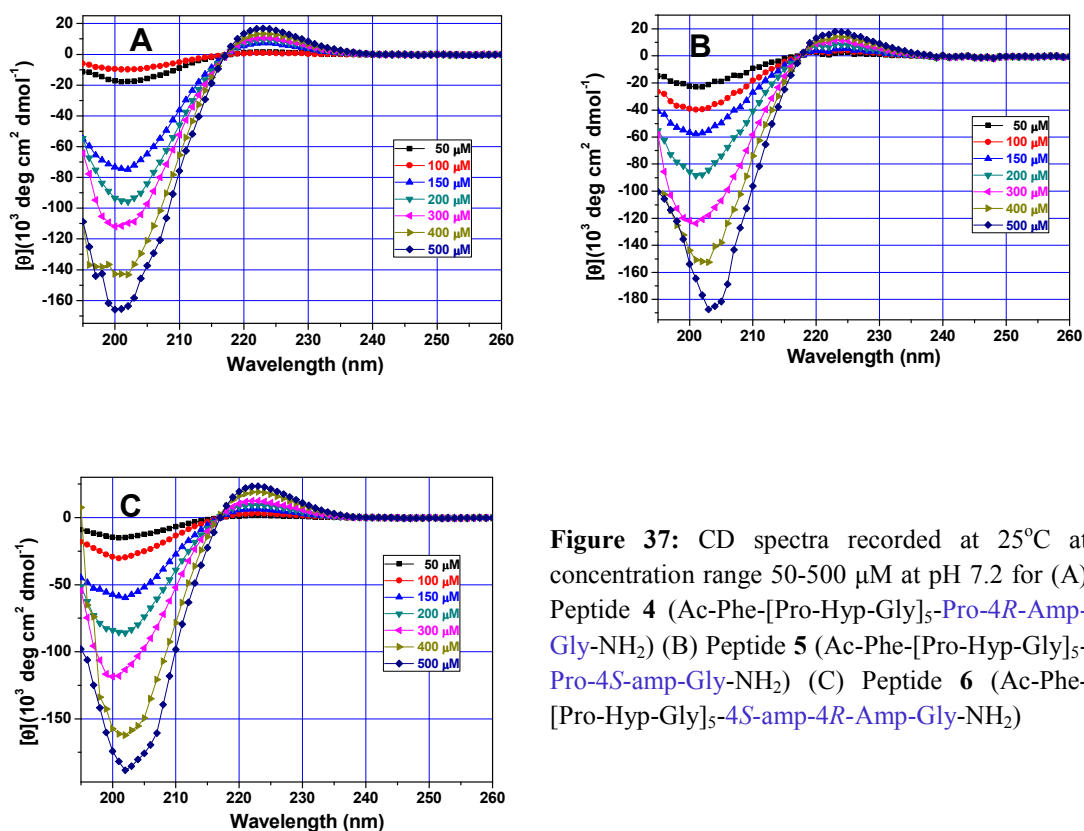 A
[θ](10³ deg cm² dmol⁻¹)
20
0
-20
-40
-60
-80
-100
-120
-140
-160
50 μM
100 μM
150 μM
200 μM
300 μM
400 μM
500 μM
200 210 220 230 240 250 260
Wavelength (nm)
B
[θ](10³ deg cm² dmol⁻¹)
20
0
-20
-40
-60
-80
-100
-120
-140
-160
-180
50 μM
100 μM
150 μM
200 μM
300 μM
400 μM
500 μM
200 210 220 230 240 250 260
Wavelength (nm)
C
[θ](10³ deg cm² dmol⁻¹)
0
-50
-100
-150
50 μM
100 μM
150 μM
200 μM
300 μM
400 μM
500 μM
200 210 220 230 240 250 260
Wavelength (nm)
Figure 37: CD spectra recorded at 25°C at
concentration range 50-500 μM at pH 7.2 for (A)
Peptide 4 (Ac-Phe-[Pro-Hyp-Gly]₅-Pro-4R-Amp-
Gly-NH₂) (B) Peptide 5 (Ac-Phe-[Pro-Hyp-Gly]₅-
Pro-4S-amp-Gly-NH₂) (C) Peptide 6 (Ac-Phe-
[Pro-Hyp-Gly]₅-4S-amp-4R-Amp-Gly-NH₂)